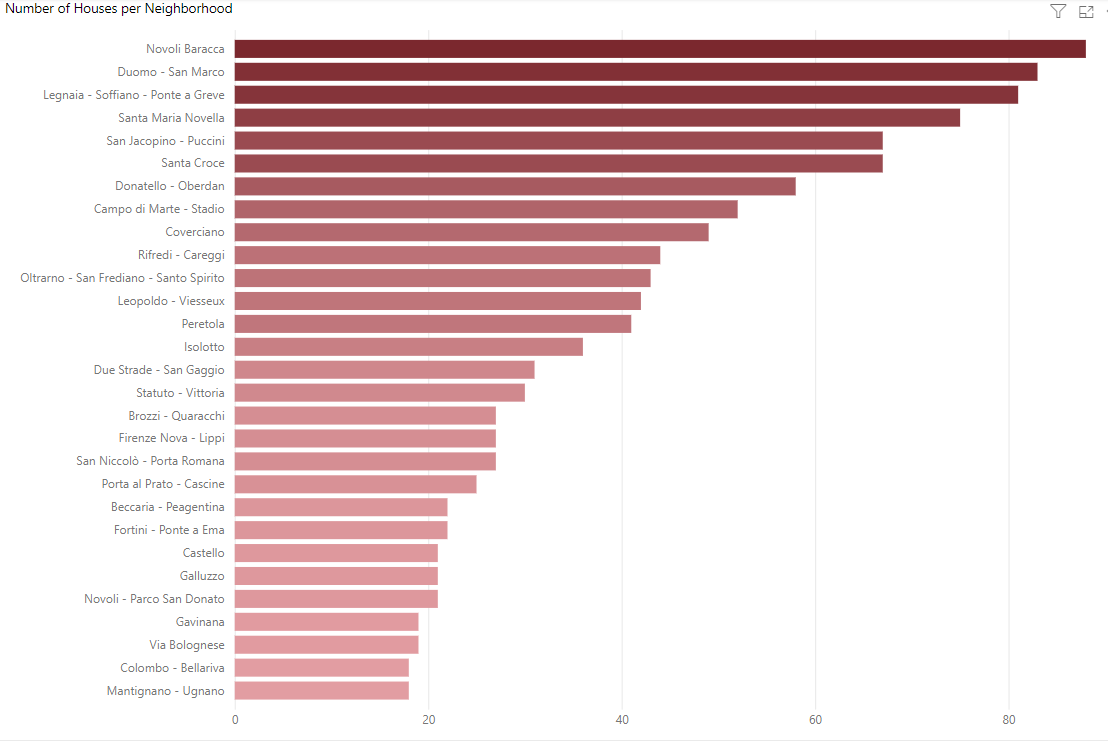 Number of Houses per Neighborhood
Novoli Baracca
Duomo - San Marco
Legnaia - Soffiano - Ponte a Greve
Santa Maria Novella
San Jacopino - Puccini
Santa Croce
Donatello - Oberdan
Campo di Marte - Stadio
Coverciano
Rifredi - Careggi
Oltrarno - San Frediano - Santo Spirito
Leopoldo - Viesseux
Peretola
Isolotto
Due Strade - San Gaggio
Statuto - Vittoria
Brozzi - Quaracchi
Firenze Nova - Lippi
San Niccolò - Porta Romana
Porta al Prato - Cascine
Beccaria - Peagentina
Fortini - Ponte a Ema
Castello
Galluzzo
Novoli - Parco San Donato
Gavinana
Via Bolognese
Colombo - Bellariva
Mantignano - Ugnano
0 20 40 60 80